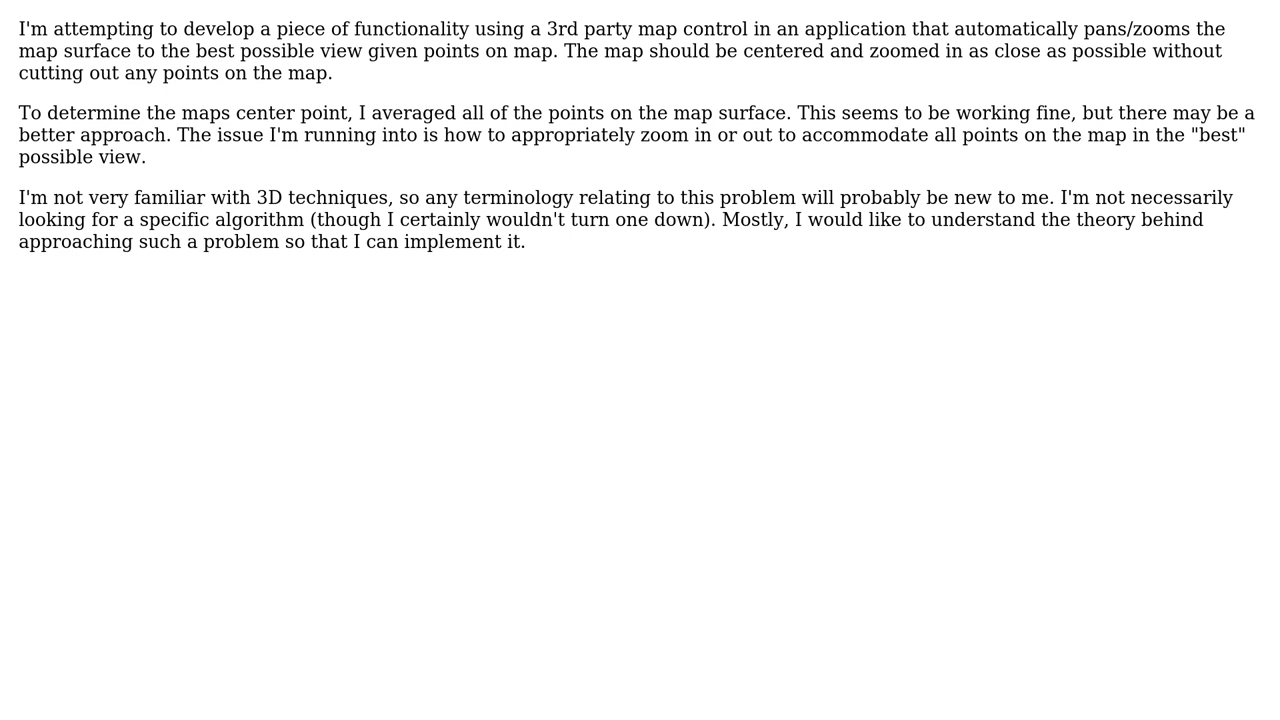 I'm attempting to develop a piece of functionality using a 3rd party map control in an application that automatically pans/zooms the
map surface to the best possible view given points on map. The map should be centered and zoomed in as close as possible without
cutting out any points on the map.
To determine the maps center point, I averaged all of the points on the map surface. This seems to be working fine, but there may be a
better approach. The issue I'm running into is how to appropriately zoom in or out to accommodate all points on the map in the "best"
possible view.
I'm not very familiar with 3D techniques, so any terminology relating to this problem will probably be new to me. I'm not necessarily
looking for a specific algorithm (though I certainly wouldn't turn one down). Mostly, I would like to understand the theory behind
approaching such a problem so that I can implement it.